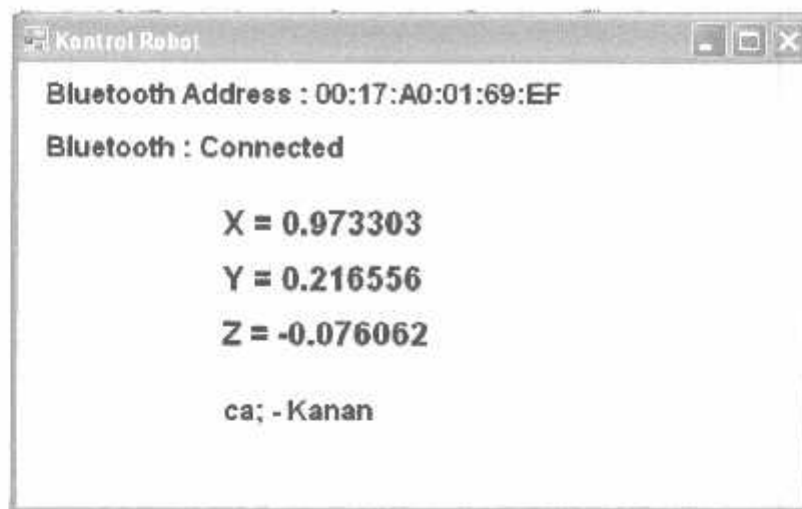 Kontrol Robot
Bluetooth Address : 00:17:A0:01:69:EF
Bluetooth : Connected
X = 0.973303
Y = 0.216556
Z = -0.076062
ca; - Kanan